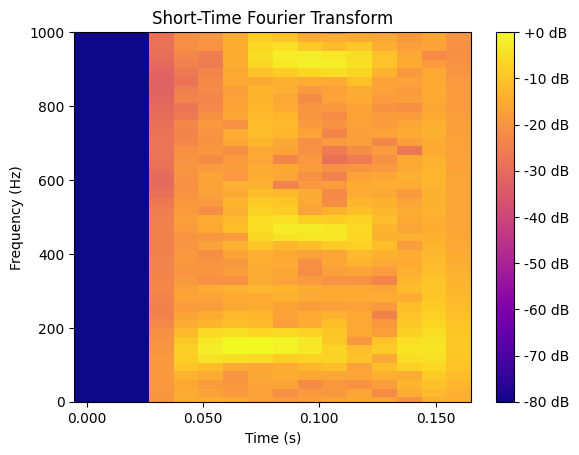 Short-Time Fourier Transform
1000
800
600
400
200
0
Frequency (Hz)
0.000
0.050
0.100
0.150
Time (s)
+0 dB
-10 dB
-20 dB
-30 dB
-40 dB
-50 dB
-60 dB
-70 dB
-80 dB